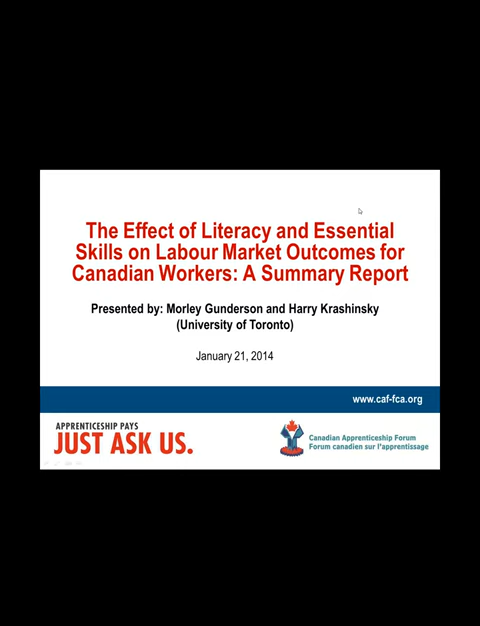 The Effect of Literacy and Essential
Skills on Labour Market Outcomes for
Canadian Workers: A Summary Report
Presented by: Morley Gunderson and Harry Krashinsky
(University of Toronto)
January 21, 2014
www.caf-fca.org
APPRENTICESHIP PAYS
JUST ASK US.
Canadian Apprenticeship Forum
Forum canadien sur l'apprentissage